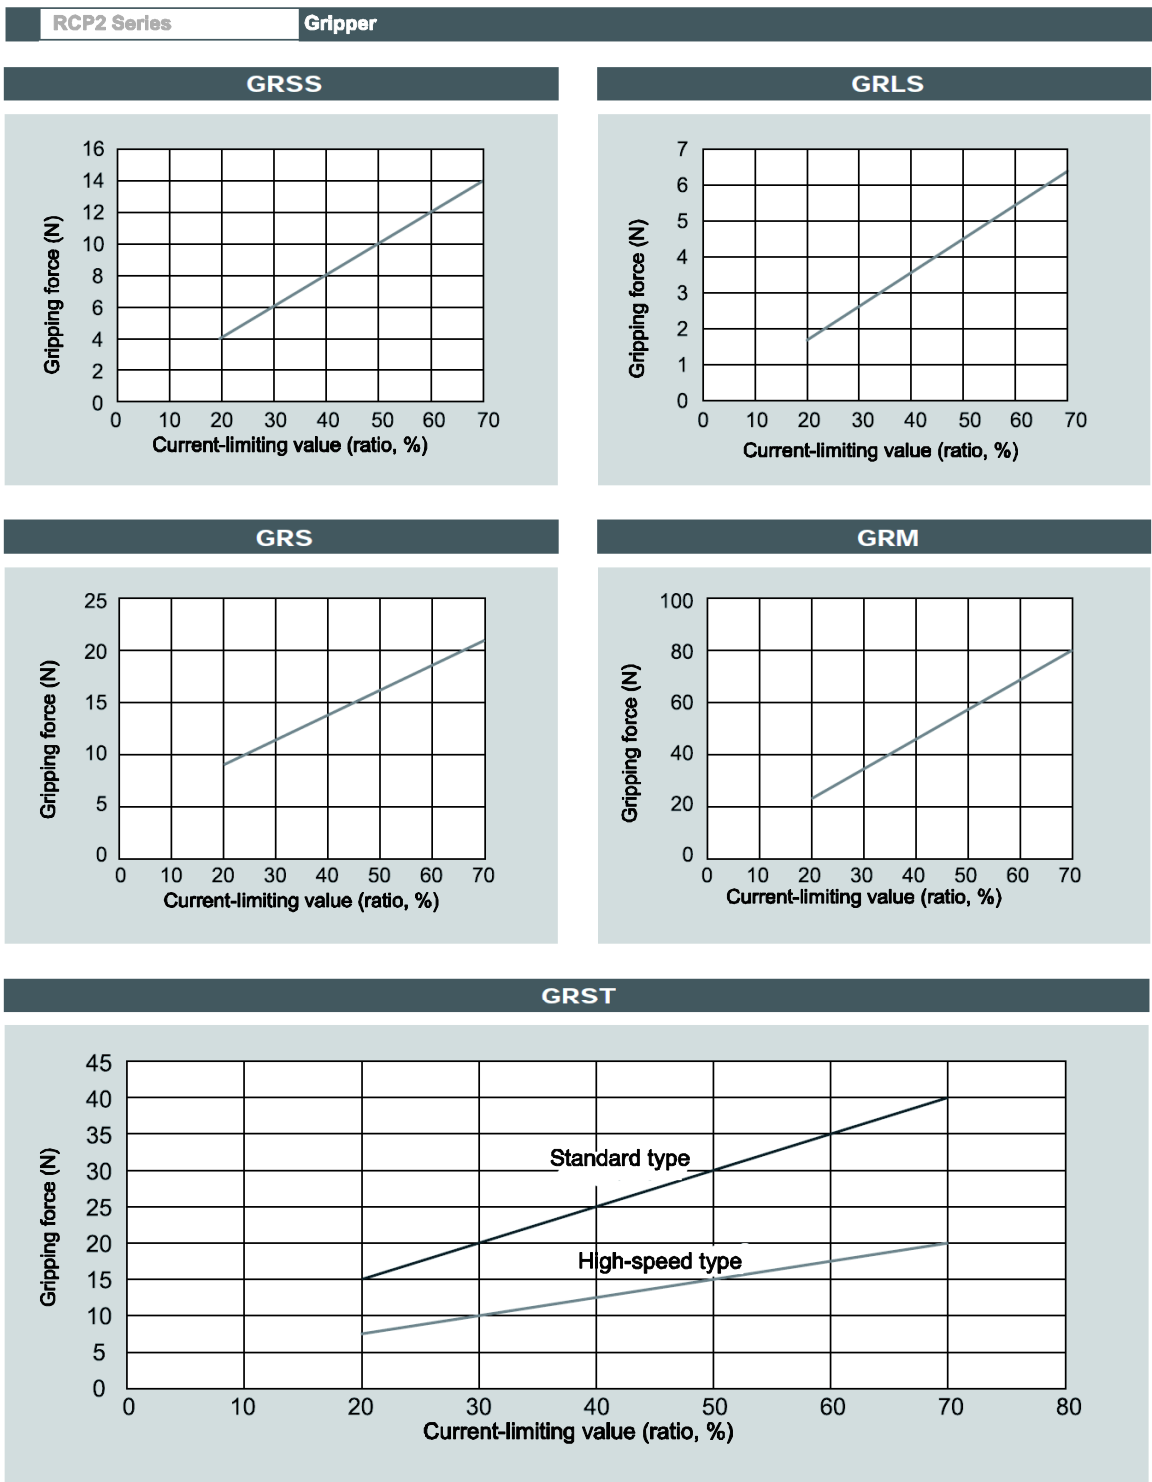 RCP2 Series Gripper
GRSS
16
14
12
10
8
6
4
2
0
0 10 20 30 40 50 60 70
Gripping force (N)
Current-limiting value (ratio, %)
GRLS
7
6
5
4
3
2
1
0
0 10 20 30 40 50 60 70
Gripping force (N)
Current-limiting value (ratio, %)
GRS
25
20
15
10
5
0
0 10 20 30 40 50 60 70
Gripping force (N)
Current-limiting value (ratio, %)
GRM
100
80
60
40
20
0
0 10 20 30 40 50 60 70
Gripping force (N)
Current-limiting value (ratio, %)
GRST
45
40
35
30
25
20
15
10
5
0
0 10 20 30 40 50 60 70 80
Gripping force (N)
Standard type
High-speed type
Current-limiting value (ratio, %)